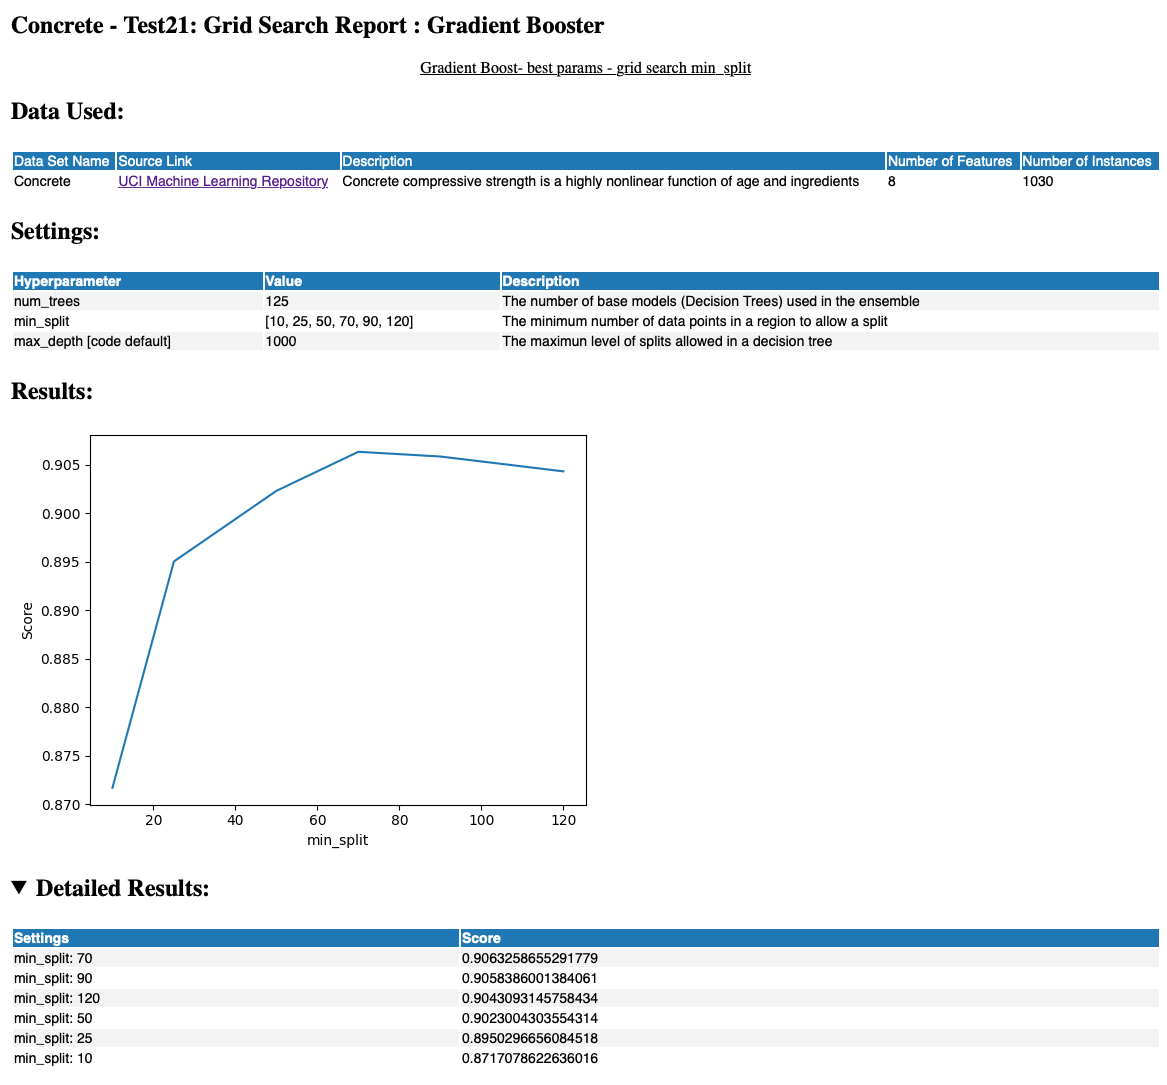 Concrete - Test21: Grid Search Report : Gradient Booster
Gradient Boost- best params - grid search min_split
Data Used:
Data Set Name Source Link Description Number of Features Number of Instances
Concrete UCI Machine Learning Repository Concrete compressive strength is a highly nonlinear function of age and ingredients 8 1030
Settings:
Hyperparameter Value Description
num_trees 125 The number of base models (Decision Trees) used in the ensemble
min_split [10, 25, 50, 70, 90, 120] The minimum number of data points in a region to allow a split
max_depth [code default] 1000 The maximun level of splits allowed in a decision tree
Results:
0.905
0.900
0.895
0.890
0.885
0.880
0.875
0.870
Score
20 40 60 80 100 120
min_split
Detailed Results:
Settings Score
min_split: 70 0.9063258655291779
min_split: 90 0.9058386001384061
min_split: 120 0.9043093145758434
min_split: 50 0.9023004303554314
min_split: 25 0.8950296656084518
min_split: 10 0.8717078622636016